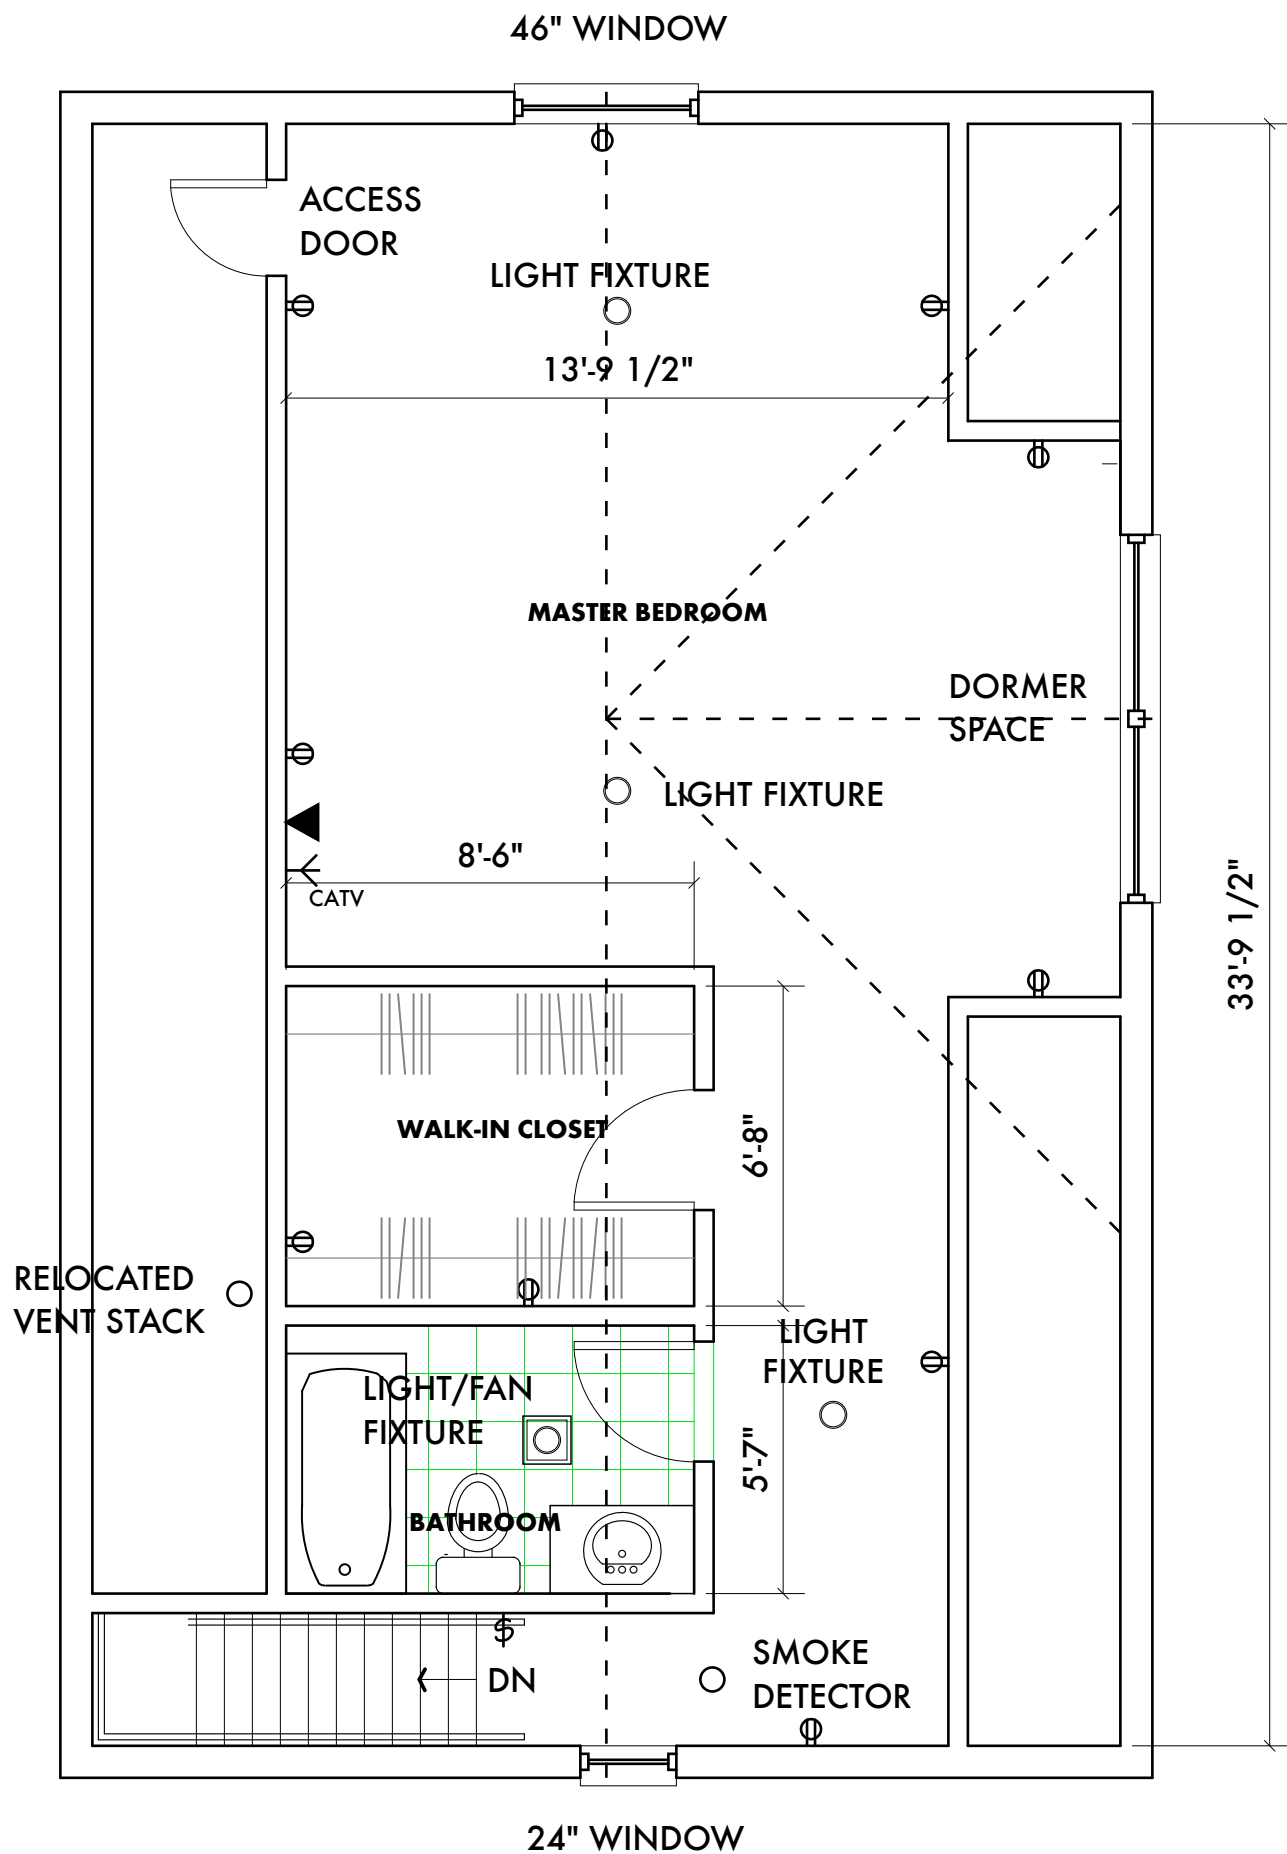 46" WINDOW
ACCESS
DOOR
LIGHT FIXTURE
13'-9 1/2"
MASTER BEDROOM
DORMER
SPACE
LIGHT FIXTURE
8'-6"
CATV
33'-9 1/2"
WALK-IN CLOSET
6'-8"
RELOCATED
VENT STACK
LIGHT
FIXTURE
LIGHT/FAN
FIXTURE
5'-7"
BATHROOM
$
DN
SMOKE
DETECTOR
24" WINDOW